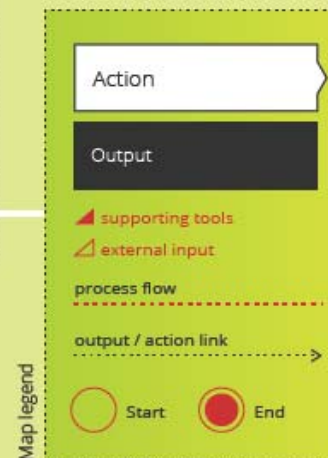 Action
Output
supporting tools
external input
process flow
output / action link
Start
End
Map legend